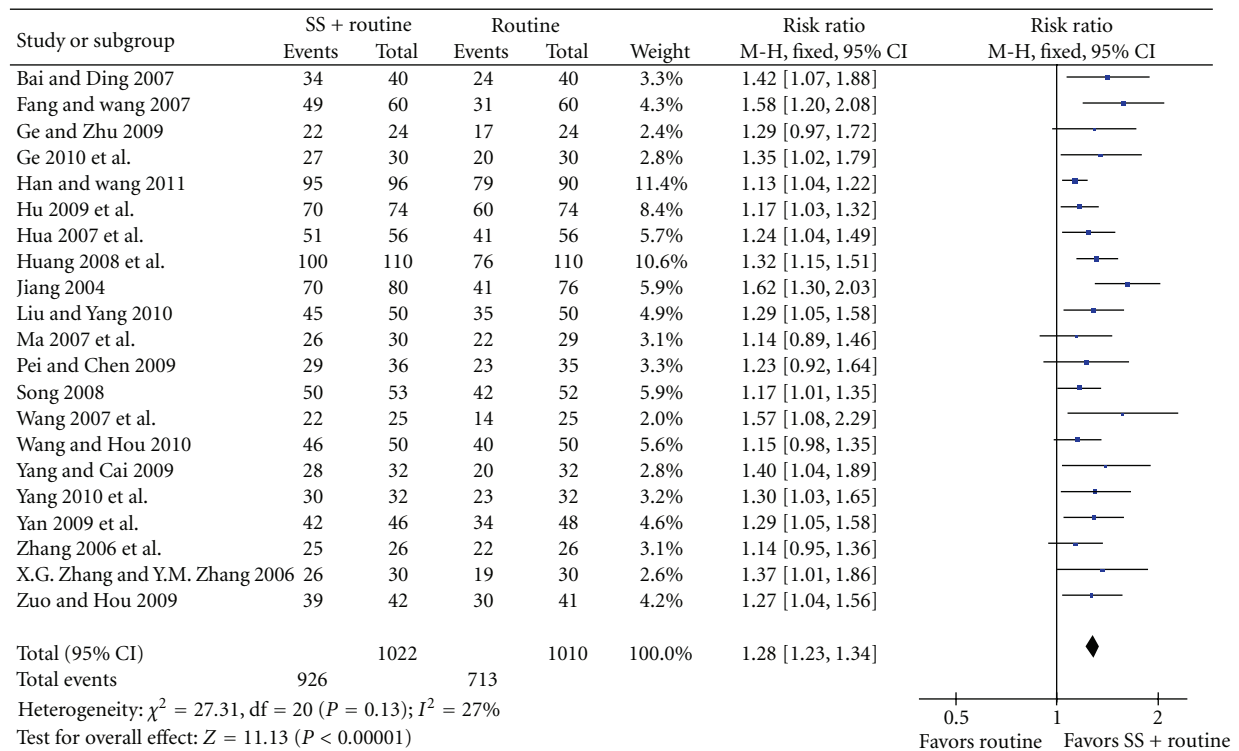 Study or subgroup SS + routine Routine Weight Risk ratio Risk ratio
Events Total Events Total M-H, fixed, 95% CI M-H, fixed, 95% CI
Bai and Ding 2007 34 40 24 40 3.3% 1.42 [1.07, 1.88]
Fang and wang 2007 49 60 31 60 4.3% 1.58 [1.20, 2.08]
Ge and Zhu 2009 22 24 17 24 2.4% 1.29 [0.97, 1.72]
Ge 2010 et al. 27 30 20 30 2.8% 1.35 [1.02, 1.79]
Han and wang 2011 95 96 79 90 11.4% 1.13 [1.04, 1.22]
Hu 2009 et al. 70 74 60 74 8.4% 1.17 [1.03, 1.32]
Hua 2007 et al. 51 56 41 56 5.7% 1.24 [1.04, 1.49]
Huang 2008 et al. 100 110 76 110 10.6% 1.32 [1.15, 1.51]
Jiang 2004 70 80 41 76 5.9% 1.62 [1.30, 2.03]
Liu and Yang 2010 45 50 35 50 4.9% 1.29 [1.05, 1.58]
Ma 2007 et al. 26 30 22 29 3.1% 1.14 [0.89, 1.46]
Pei and Chen 2009 29 36 23 35 3.3% 1.23 [0.92, 1.64]
Song 2008 50 53 42 52 5.9% 1.17 [1.01, 1.35]
Wang 2007 et al. 22 25 14 25 2.0% 1.57 [1.08, 2.29]
Wang and Hou 2010 46 50 40 50 5.6% 1.15 [0.98, 1.35]
Yang and Cai 2009 28 32 20 32 2.8% 1.40 [1.04, 1.89]
Yang 2010 et al. 30 32 23 32 3.2% 1.30 [1.03, 1.65]
Yan 2009 et al. 42 46 34 48 4.6% 1.29 [1.05, 1.58]
Zhang 2006 et al. 25 26 22 26 3.1% 1.14 [0.95, 1.36]
X.G. Zhang and Y.M. Zhang 2006 26 30 19 30 2.6% 1.37 [1.01, 1.86]
Zuo and Hou 2009 39 42 30 41 4.2% 1.27 [1.04, 1.56]
Total (95% CI) 1022 1010 100.0% 1.28 [1.23, 1.34]
Total events 926 713
Heterogeneity: χ² = 27.31, df = 20 (P = 0.13); I² = 27%
Test for overall effect: Z = 11.13 (P < 0.00001)
0.5 1 2
Favors routine Favors SS + routine